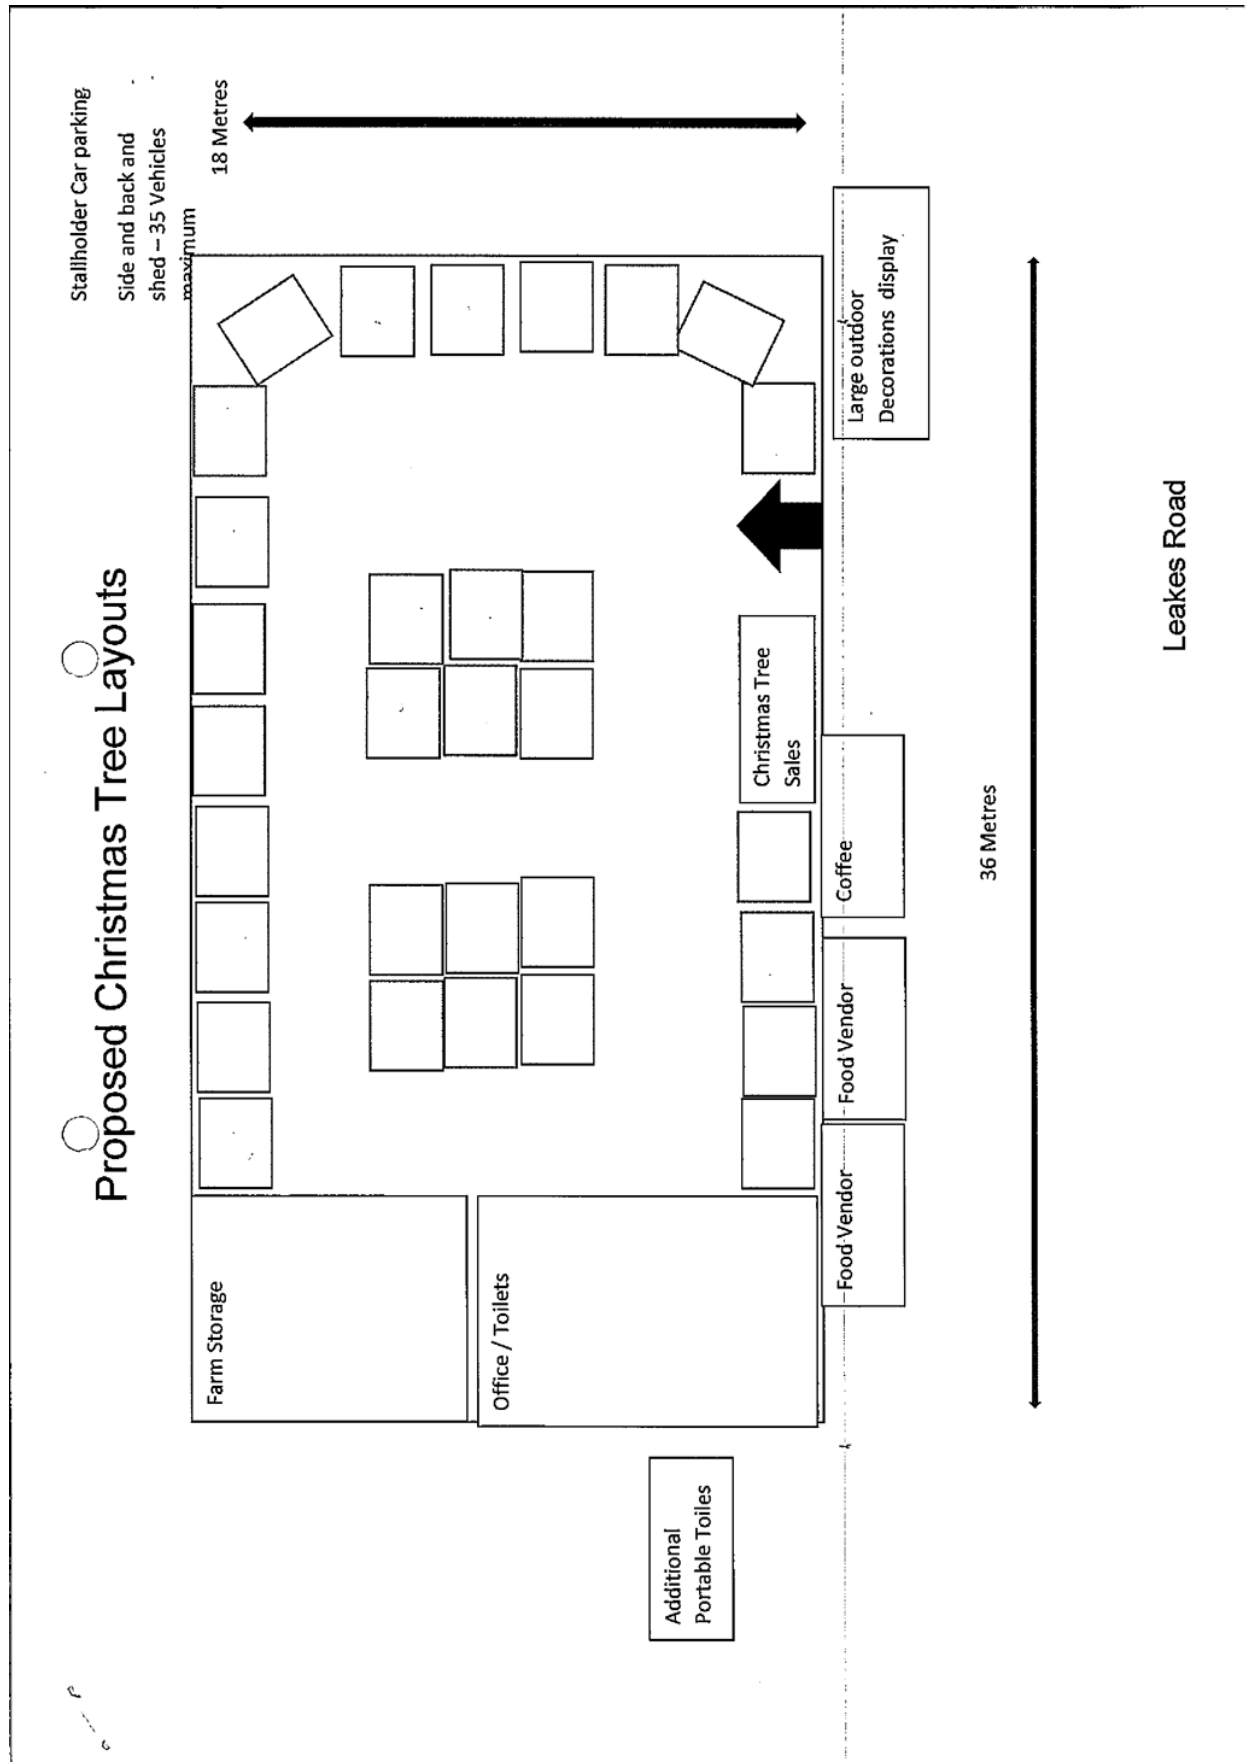 Proposed Christmas Tree Layouts
Stallholder Car parking
Side and back and
shed – 35 Vehicles
maximum
18 Metres
Farm Storage
Office / Toilets
Additional
Portable Toiles
Christmas Tree
Sales
Food Vendor
Food Vendor
Coffee
Large outdoor
Decorations display
36 Metres
Leakes Road